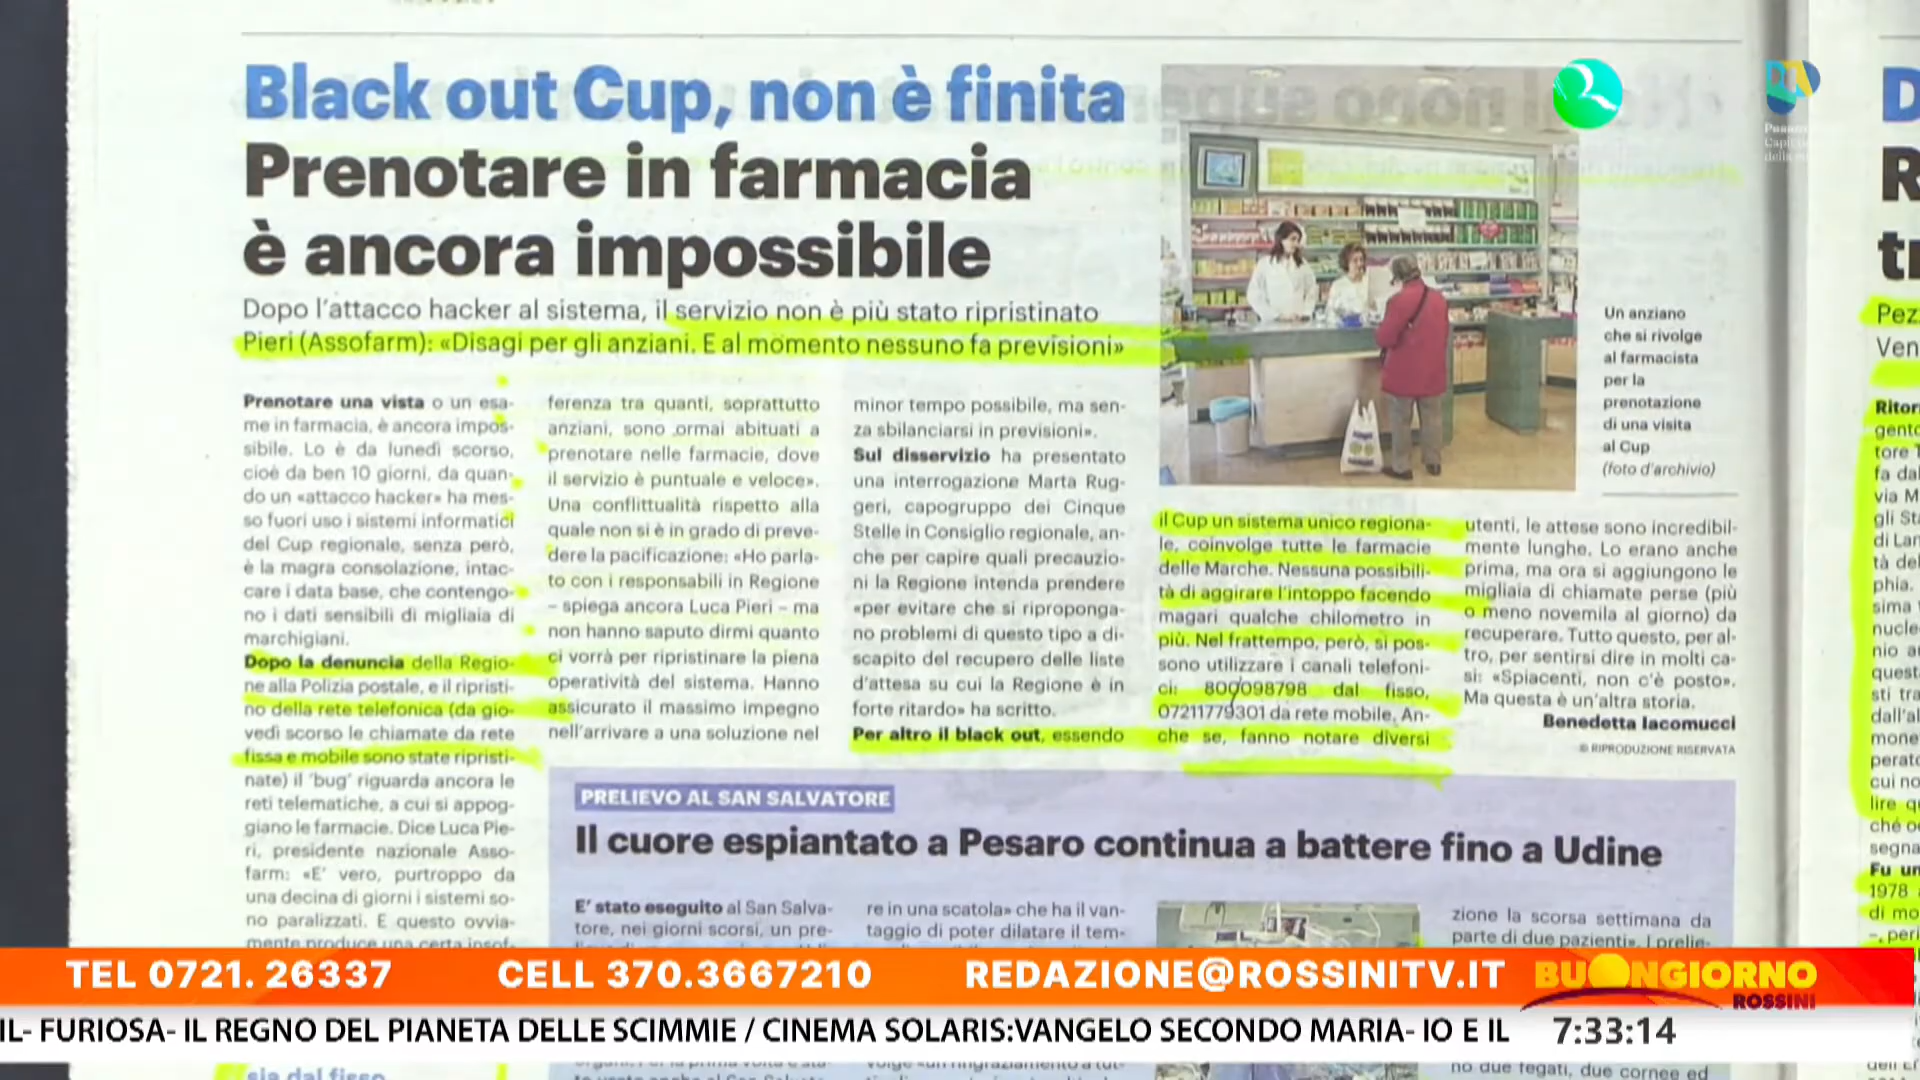 Black out Cup, non è finita
Prenotare in farmacia
è ancora impossibile
Dopo l'attacco hacker al sistema, il servizio non è più stato ripristinato
Pieri (Assofarm): «Disagi per gli anziani. E al momento nessuno fa previsioni»
Prenotare una vista o un esa-
me in farmacia, è ancora impos-
sibile. Lo è da lunedì scorso,
cioè da ben 10 giorni, da quan-
do un «attacco hacker» ha mes-
so fuori uso i sistemi informatici
del Cup regionale, senza però,
è la magra consolazione, intac-
care i data base, che contengo-
no i dati sensibili di migliaia di
marchigiani.
Dopo la denuncia della Regio-
ne alla Polizia postale, e il ripristi-
no della rete telefonica (da gio-
vedì scorso le chiamate da rete
fissa e mobile sono state ripristi-
nate) il 'bug' riguarda ancora le
reti telematiche, a cui si appog-
giano le farmacie. Dice Luca Pie-
ri, presidente nazionale Asso-
farm: «E' vero, purtroppo da
una decina di giorni i sistemi so-
no paralizzati. E questo ovvia-
mente produce una certa insof-
ferenza tra quanti, soprattutto
anziani, sono ormai abituati a
prenotare nelle farmacie, dove
il servizio è puntuale e veloce».
Una conflittualità rispetto alla
quale non si è in grado di preve-
dere la pacificazione: «Ho parla-
to con i responsabili in Regione
– spiega ancora Luca Pieri – ma
non hanno saputo dirmi quanto
ci vorrà per ripristinare la piena
operatività del sistema. Hanno
assicurato il massimo impegno
nell'arrivare a una soluzione nel
minor tempo possibile, ma sen-
za sbilanciarsi in previsioni».
Sul disservizio ha presentato
una interrogazione Marta Rug-
geri, capogruppo dei Cinque
Stelle in Consiglio regionale, an-
che per capire quali precauzio-
ni la Regione intenda prendere
«per evitare che si riproponga-
no problemi di questo tipo a di-
scapito del recupero delle liste
d'attesa su cui la Regione è in
forte ritardo» ha scritto.
Per altro il black out, essendo
il Cup un sistema unico regiona-
le, coinvolge tutte le farmacie
delle Marche. Nessuna possibili-
tà di aggirare l'intoppo facendo
magari qualche chilometro in
più. Nel frattempo, però, si pos-
sono utilizzare i canali telefoni-
ci: 800098798 dal fisso,
07211779301 da rete mobile. An-
che se, fanno notare diversi
utenti, le attese sono incredibil-
mente lunghe. Lo erano anche
prima, ma ora si aggiungono le
migliaia di chiamate perse (più
o meno novemila al giorno) da
recuperare. Tutto questo, per al-
tro, per sentirsi dire in molti ca-
si: «Spiacenti, non c'è posto».
Ma questa è un'altra storia.
Benedetta Iacomucci
© RIPRODUZIONE RISERVATA
Un anziano
che si rivolge
al farmacista
per la
prenotazione
di una visita
al Cup
(foto d'archivio)
PRELIEVO AL SAN SALVATORE
Il cuore espiantato a Pesaro continua a battere fino a Udine
E' stato eseguito al San Salva-
tore, nei giorni scorsi, un pre-
re in una scatola» che ha il van-
taggio di poter dilatare il tem-
zione la scorsa settimana da
parte di due pazienti». I prelie-
no due fegati, due cornee ed
sia dal fisso
TEL 0721. 26337
CELL 370.3667210
REDAZIONE@ROSSINITV.IT
BUONGIORNO
ROSSINI
IL- FURIOSA- IL REGNO DEL PIANETA DELLE SCIMMIE / CINEMA SOLARIS:VANGELO SECONDO MARIA- IO E IL
7:33:14